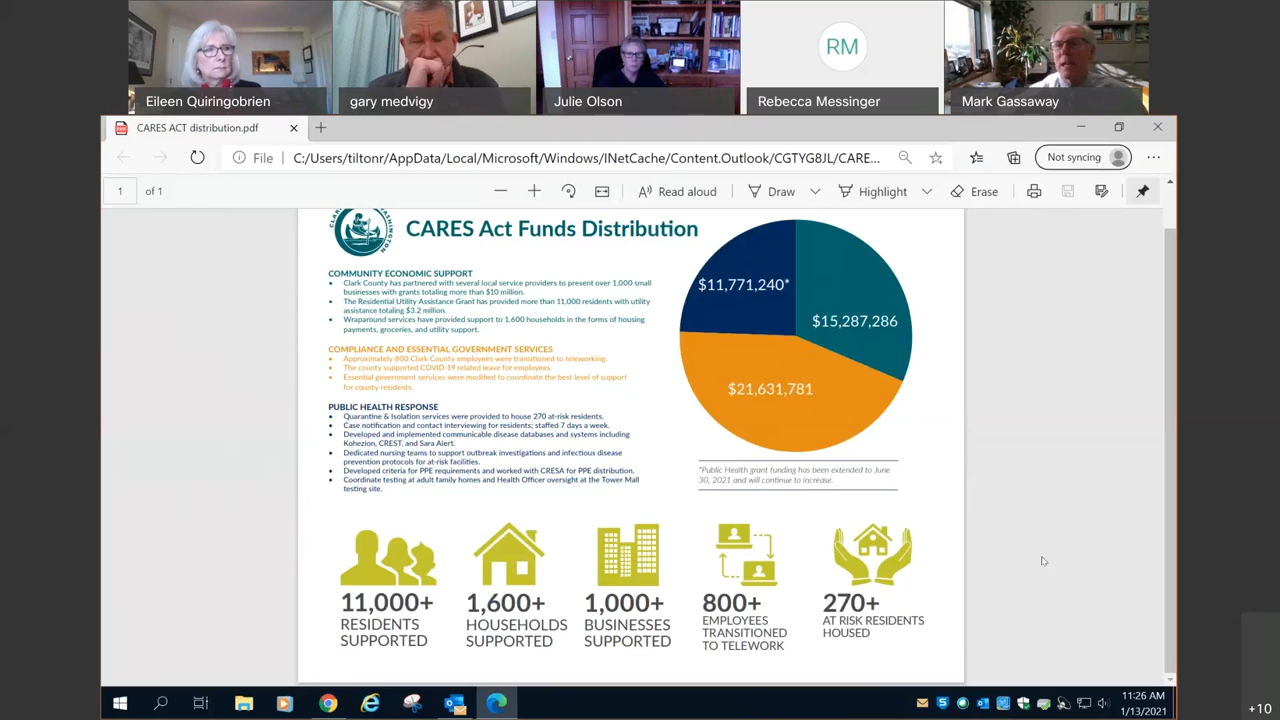 RM
Eileen Quiringobrien
gary medvigy
Julie Olson
Rebecca Messinger
Mark Gassaway
CARES ACT distribution.pdf
File
C:/Users/tiltonr/AppData/Local/Microsoft/Windows/INetCache/Content.Outlook/CGTYG8JL/CARE...
Not syncing
1 of 1
Read aloud
Draw
Highlight
Erase
CARES Act Funds Distribution
COMMUNITY ECONOMIC SUPPORT
• Clark County has partnered with several local service providers to present over 1,000 small
businesses with grants totaling more than $10 million.
• The Residential Utility Assistance Grant has provided more than 11,000 residents with utility
assistance totaling $3.2 million.
• Wraparound services have provided support to 1,600 households in the forms of housing
payments, groceries, and utility support.
COMPLIANCE AND ESSENTIAL GOVERNMENT SERVICES
• Approximately 800 Clark County employees were transitioned to teleworking.
• The county supported COVID-19 related leave for employees.
• Essential government services were modified to coordinate the best level of support
for county residents.
PUBLIC HEALTH RESPONSE
• Quarantine & Isolation services were provided to house 270 at-risk residents.
• Case notification and contact interviewing for residents; staffed 7 days a week.
• Developed and implemented communicable disease databases and systems including
Kohezion, CREST, and Sara Alert.
• Dedicated nursing teams to support outbreak investigations and infectious disease
prevention protocols for at-risk facilities.
• Developed criteria for PPE requirements and worked with CRESA for PPE distribution.
• Coordinate testing at adult family homes and Health Officer oversight at the Tower Mall
testing site.
$11,771,240*
$15,287,286
$21,631,781
*Public Health grant funding has been extended to June
30, 2021 and will continue to increase.
11,000+
RESIDENTS
SUPPORTED
1,600+
HOUSEHOLDS
SUPPORTED
1,000+
BUSINESSES
SUPPORTED
800+
EMPLOYEES
TRANSITIONED
TO TELEWORK
270+
AT RISK RESIDENTS
HOUSED
11:26 AM
1/13/2021
+10